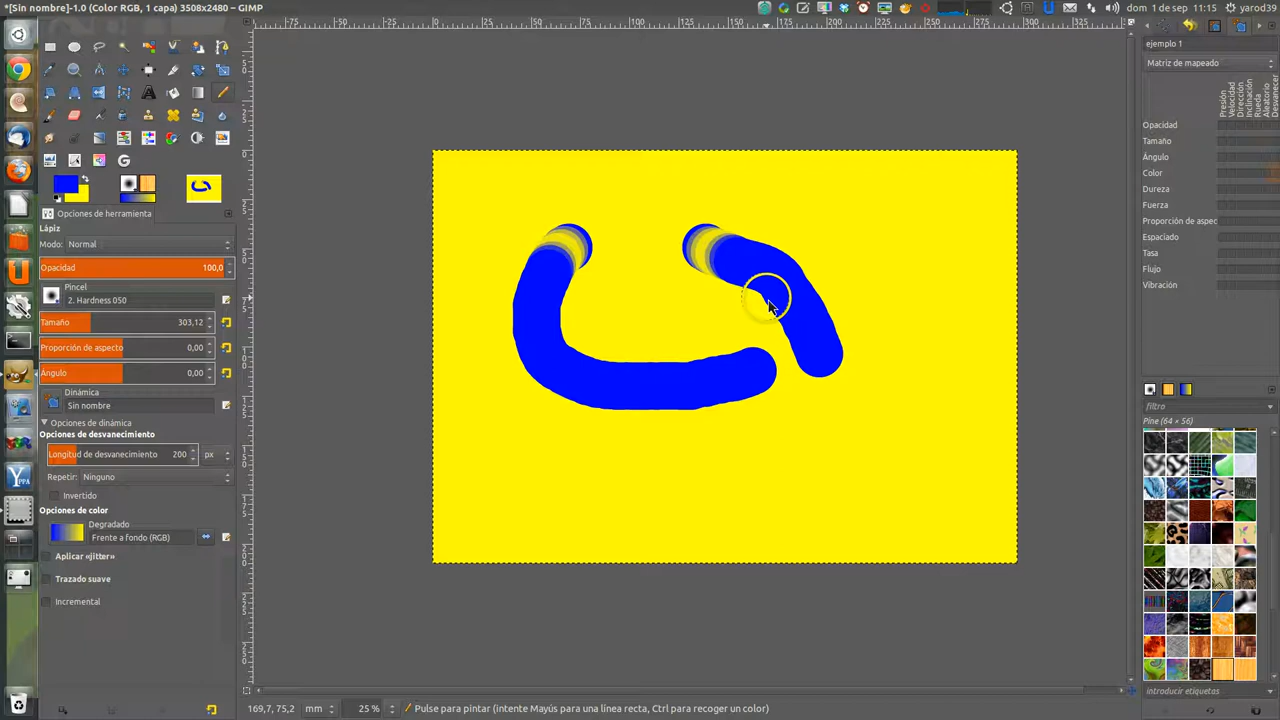 *[Sin nombre]-1.0 (Color RGB, 1 capa) 3508x2480 – GIMP
dom 1 de nov, 11:15
yarod39
Opciones de herramienta
Lápiz
Modo: Normal
Opacidad 100,0
Pincel
2. Hardness 050
Tamaño 303,12
Proporción de aspecto 0,00
Ángulo 0,00
Dinámica
Sin nombre
Opciones de dinámica
Opciones de desvanecimiento
Longitud de desvanecimiento 200 px
Repetir: Ninguno
Invertido
Opciones de color
Degradado
Frente a fondo (RGB)
Aplicar «jitter»
Trazado suave
Incremental
169,7, 75,2 mm 25 % Pulse para pintar (intente Mayús para una línea recta, Ctrl para recoger un color)
ejemplo 1
Matriz de mapeado
Presión
Velocidad
Dirección
Inclinación
Rueda
Aleatorio
Desvanecer
Opacidad
Tamaño
Ángulo
Color
Dureza
Fuerza
Proporción de aspec
Espaciado
Tasa
Flujo
Vibración
filtro
Pine (64 × 56)
introducir etiquetas